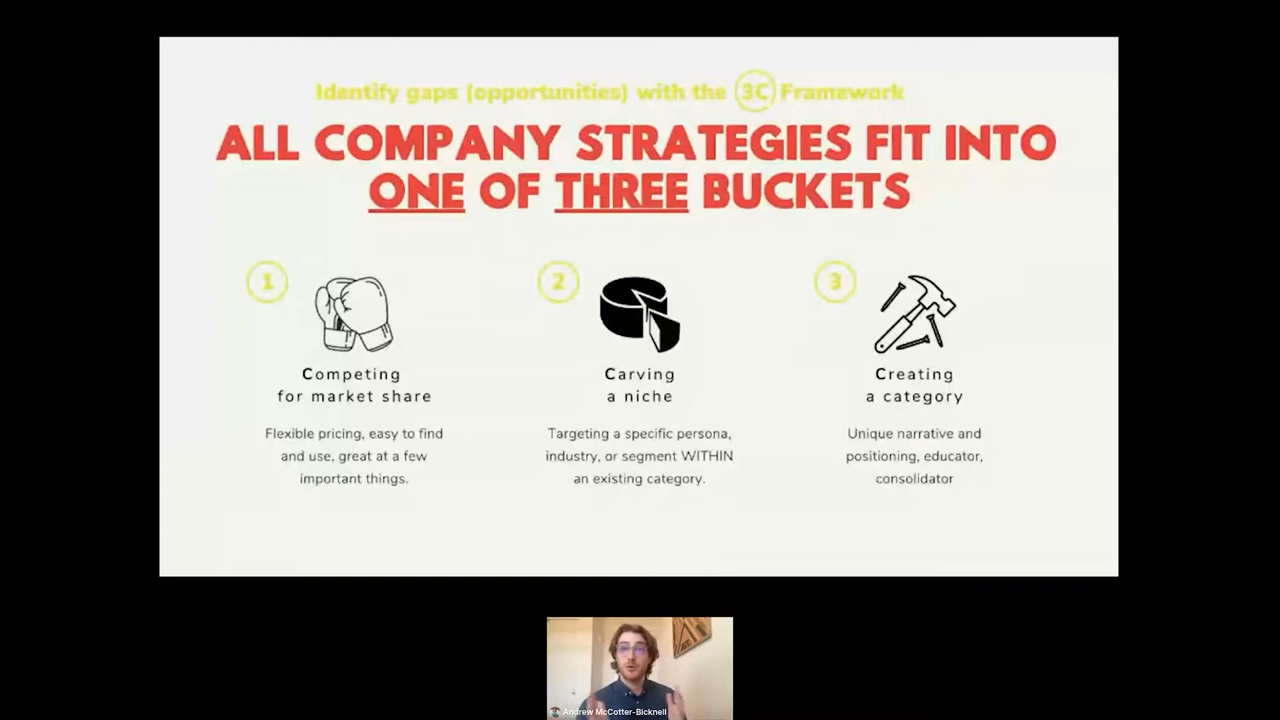 Identify gaps (opportunities) with the 3C Framework
ALL COMPANY STRATEGIES FIT INTO
ONE OF THREE BUCKETS
1
Competing
for market share
Flexible pricing, easy to find
and use, great at a few
important things.
2
Carving
a niche
Targeting a specific persona,
industry, or segment WITHIN
an existing category.
3
Creating
a category
Unique narrative and
positioning, educator,
consolidator
Andrew McCotter-Bicknell